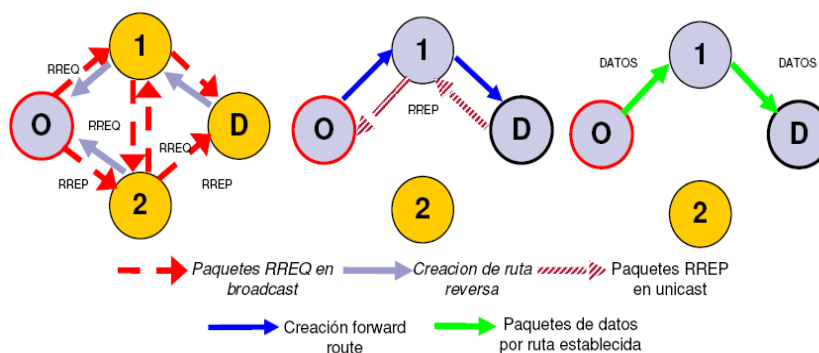 1
RREQ
O
RREQ
RREQ
D
RREP
RREP
2
1
O
RREP
D
2
DATOS
1
DATOS
O
D
2
Paquetes RREQ en
broadcast
Creacion de ruta
reversa
Paquetes RREP
en unicast
Creación forward
route
Paquetes de datos
por ruta establecida